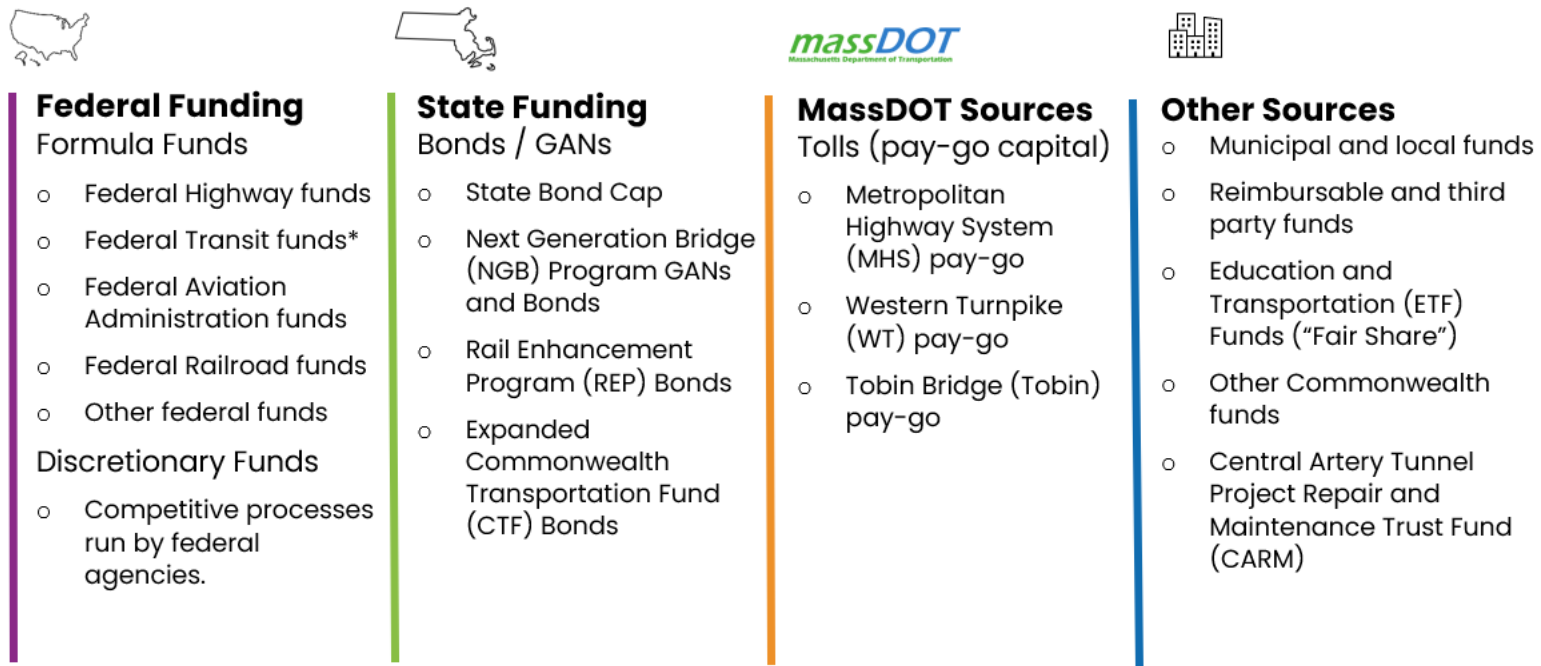 massDOT
Massachusetts Department of Transportation
Federal Funding
Formula Funds
o Federal Highway funds
o Federal Transit funds*
o Federal Aviation
Administration funds
o Federal Railroad funds
o Other federal funds
Discretionary Funds
o Competitive processes
run by federal
agencies.
State Funding
Bonds / GANs
o State Bond Cap
o Next Generation Bridge
(NGB) Program GANs
and Bonds
o Rail Enhancement
Program (REP) Bonds
o Expanded
Commonwealth
Transportation Fund
(CTF) Bonds
MassDOT Sources
Tolls (pay-go capital)
o Metropolitan
Highway System
(MHS) pay-go
o Western Turnpike
(WT) pay-go
o Tobin Bridge (Tobin)
pay-go
Other Sources
o Municipal and local funds
o Reimbursable and third
party funds
o Education and
Transportation (ETF)
Funds (“Fair Share”)
o Other Commonwealth
funds
o Central Artery Tunnel
Project Repair and
Maintenance Trust Fund
(CARM)